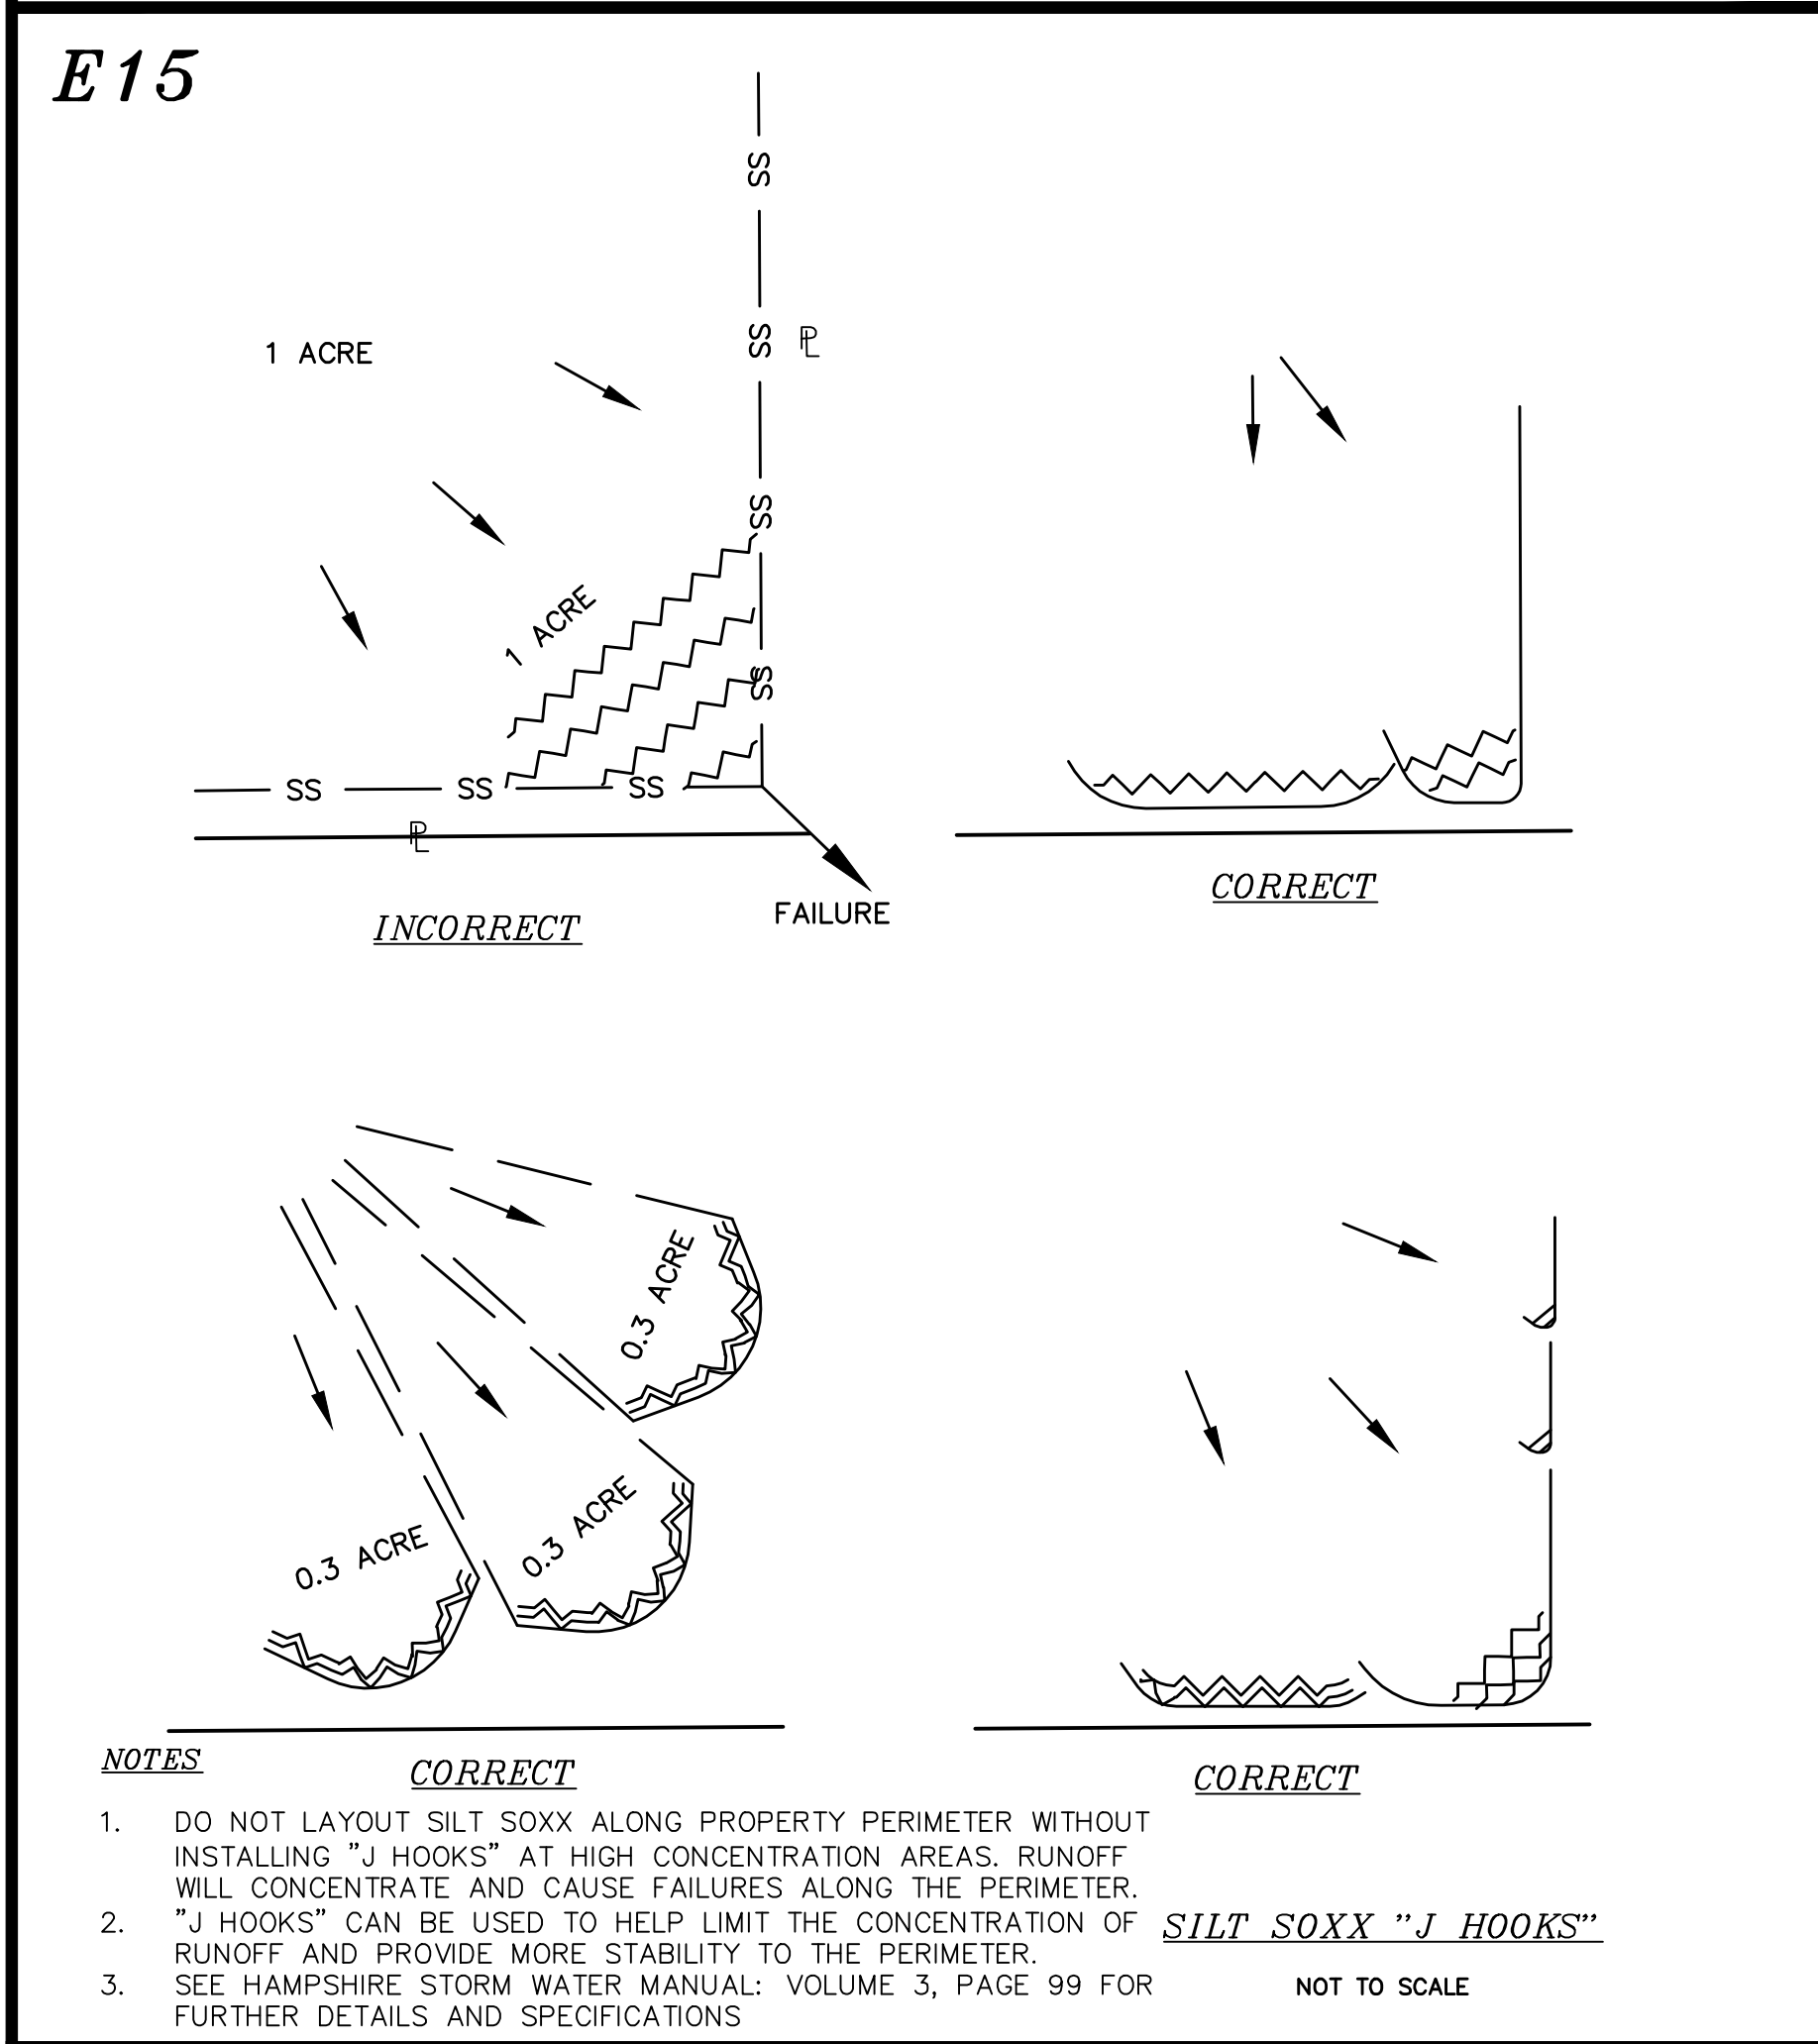 E15
SS
1 ACRE
SS ℙL
SS
1 ACRE
SS
SS SS SS
PL
CORRECT
FAILURE
INCORRECT
0.3 ACRE
0.3 ACRE
0.3 ACRE
NOTES
CORRECT
CORRECT
1. DO NOT LAYOUT SILT SOXX ALONG PROPERTY PERIMETER WITHOUT
INSTALLING "J HOOKS" AT HIGH CONCENTRATION AREAS. RUNOFF
WILL CONCENTRATE AND CAUSE FAILURES ALONG THE PERIMETER.
2. "J HOOKS" CAN BE USED TO HELP LIMIT THE CONCENTRATION OF
RUNOFF AND PROVIDE MORE STABILITY TO THE PERIMETER.
3. SEE HAMPSHIRE STORM WATER MANUAL: VOLUME 3, PAGE 99 FOR
FURTHER DETAILS AND SPECIFICATIONS
SILT SOXX "J HOOKS"
NOT TO SCALE